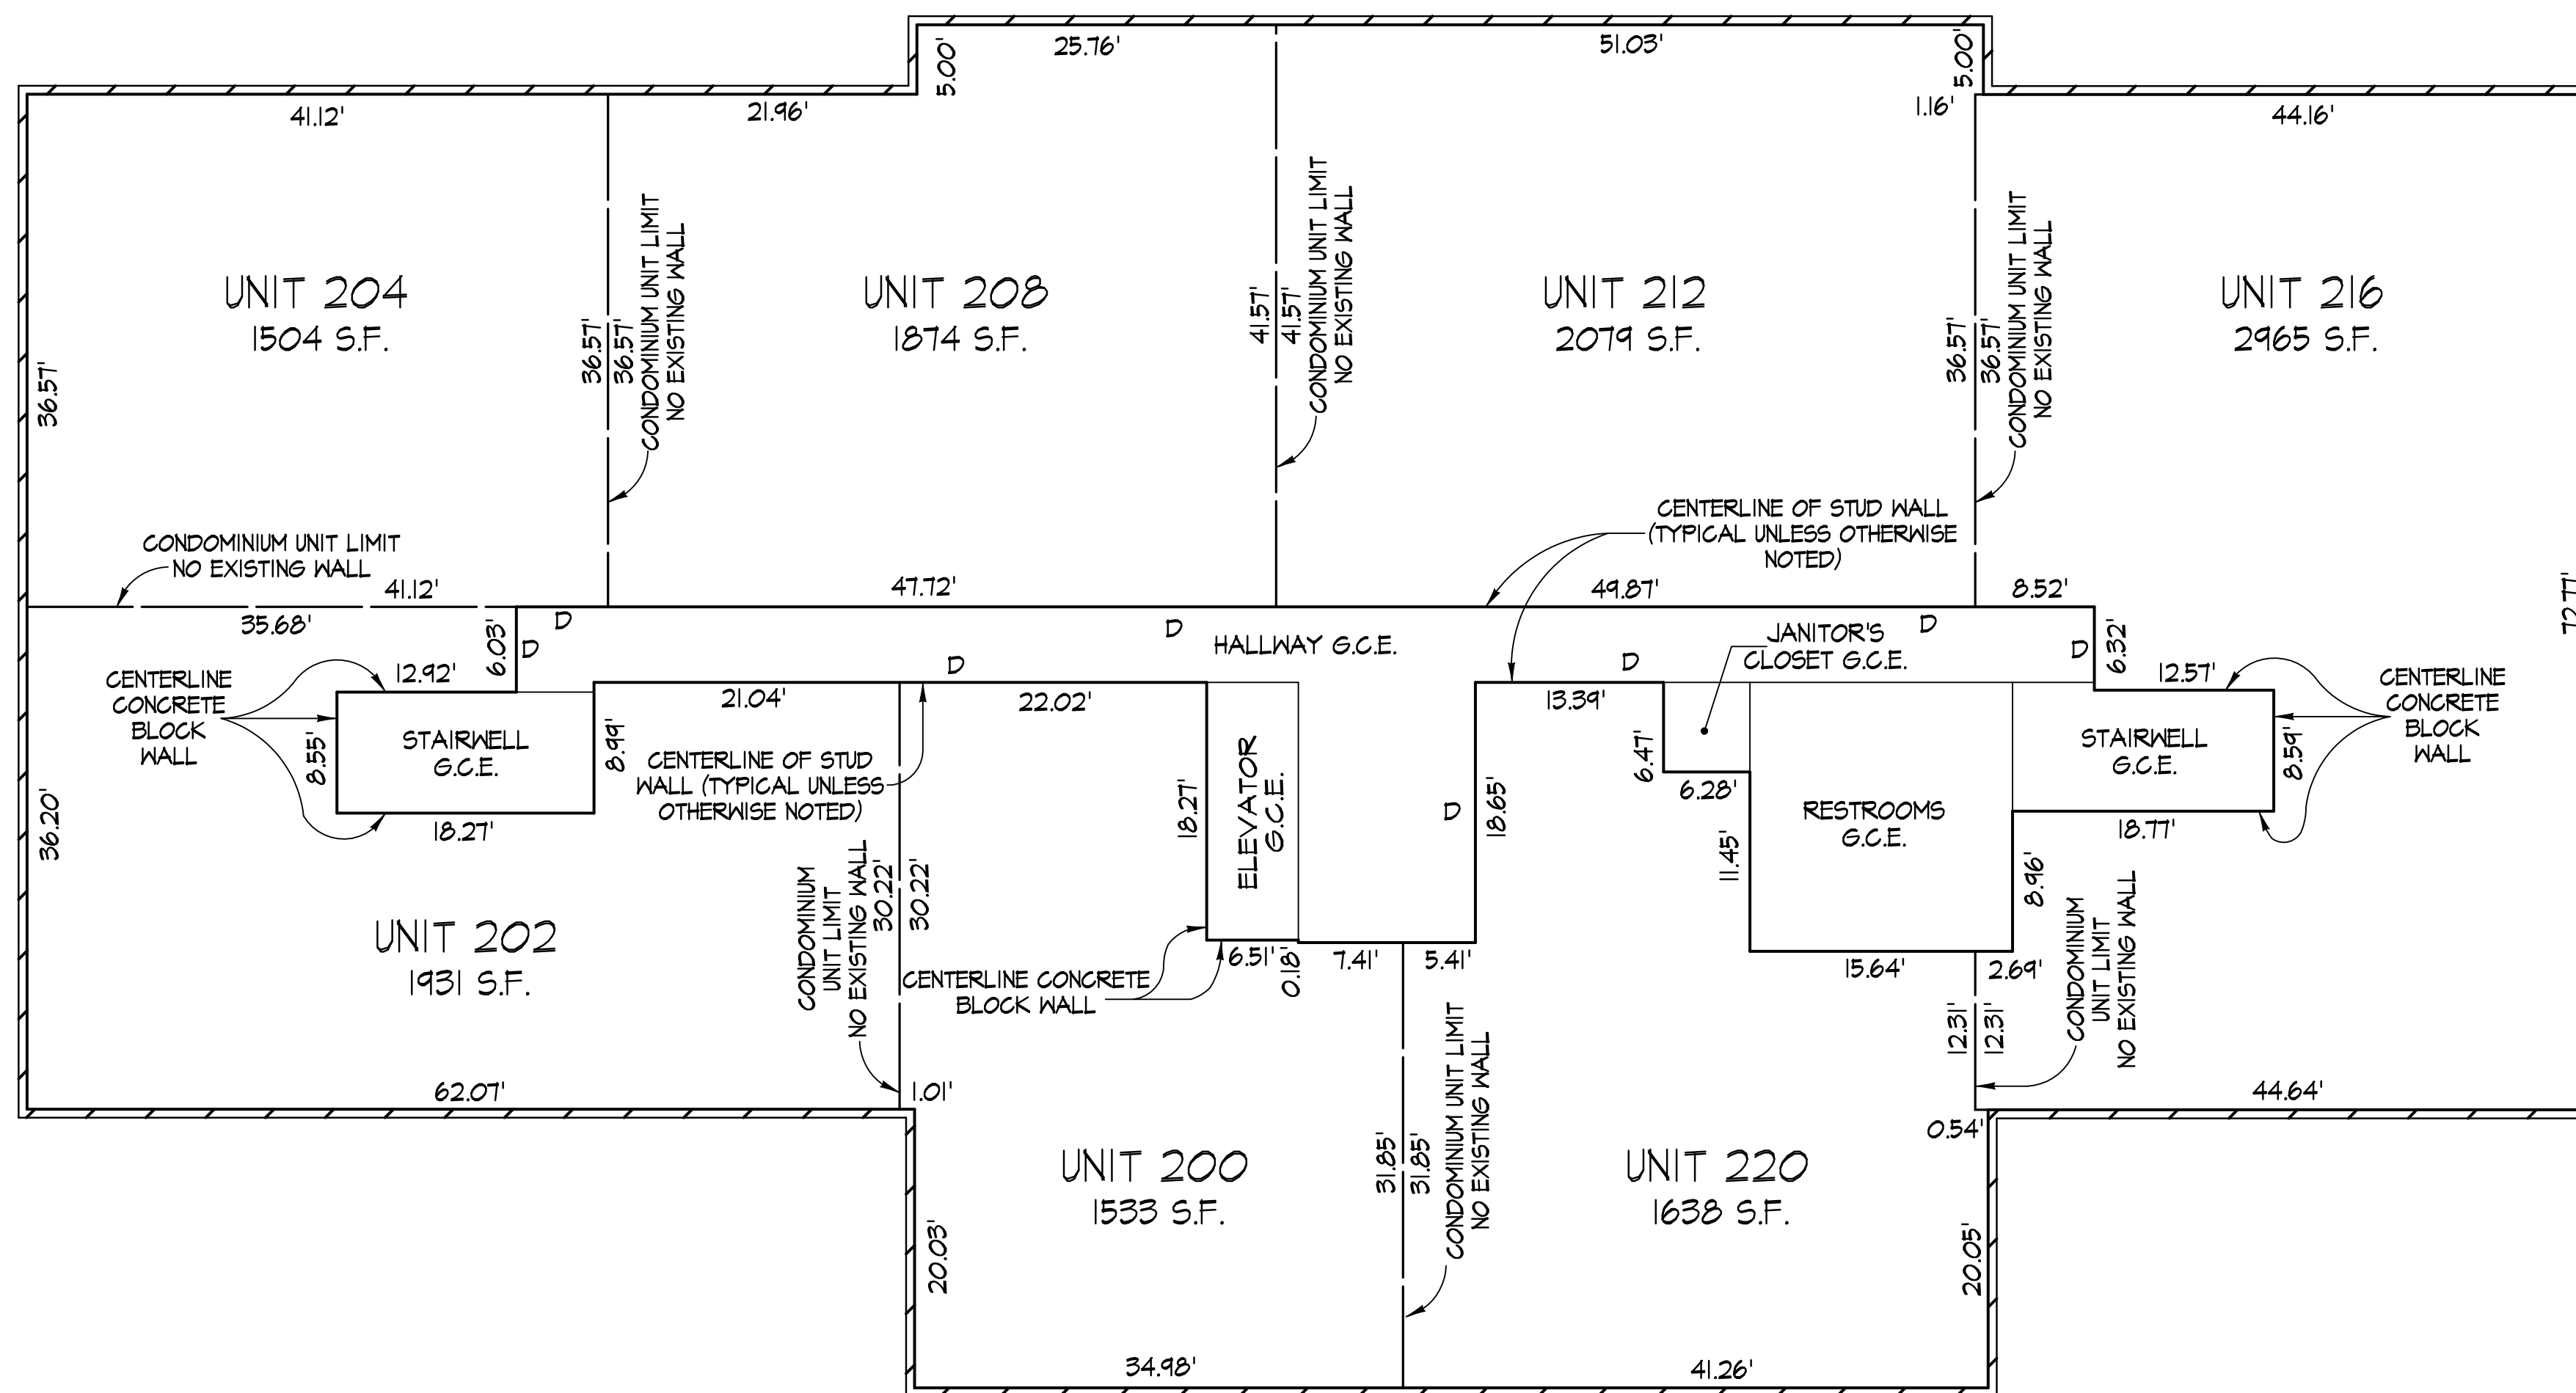 25.76'
51.03'
5.00'
5.00'
41.12'
21.96'
1.16'
44.16'
UNIT 204
1504 S.F.
UNIT 208
1874 S.F.
UNIT 212
2079 S.F.
UNIT 216
2965 S.F.
36.57'
36.57'
36.57'
CONDOMINIUM UNIT LIMIT
NO EXISTING WALL
41.57'
41.57'
CONDOMINIUM UNIT LIMIT
NO EXISTING WALL
36.57'
36.57'
CONDOMINIUM UNIT LIMIT
NO EXISTING WALL
CENTERLINE OF STUD WALL
(TYPICAL UNLESS OTHERWISE
NOTED)
CONDOMINIUM UNIT LIMIT
NO EXISTING WALL
41.12'
47.72'
49.87'
8.52'
72.77'
35.68'
6.03'
D
D
D
D
HALLWAY G.C.E.
D
D
D
JANITOR'S
CLOSET G.C.E.
6.32'
CENTERLINE
CONCRETE
BLOCK
WALL
12.92'
21.04'
22.02'
13.39'
12.57'
CENTERLINE
CONCRETE
BLOCK
WALL
8.55'
STAIRWELL
G.C.E.
8.99'
CENTERLINE OF STUD
WALL (TYPICAL UNLESS
OTHERWISE NOTED)
18.27'
ELEVATOR
G.C.E.
D
18.65'
6.47'
6.28'
STAIRWELL
G.C.E.
8.59'
18.27'
18.77'
RESTROOMS
G.C.E.
11.45'
8.96'
36.20'
CONDOMINIUM
UNIT LIMIT
NO EXISTING WALL
30.22'
30.22'
UNIT 202
1931 S.F.
CENTERLINE CONCRETE
BLOCK WALL
6.51'
0.18'
7.41'
5.41'
15.64'
2.69'
12.31'
12.31'
CONDOMINIUM
UNIT LIMIT
NO EXISTING WALL
62.07'
1.01'
44.64'
0.54'
UNIT 200
1533 S.F.
31.85'
31.85'
CONDOMINIUM UNIT LIMIT
NO EXISTING WALL
UNIT 220
1638 S.F.
20.03'
20.05'
34.98'
41.26'